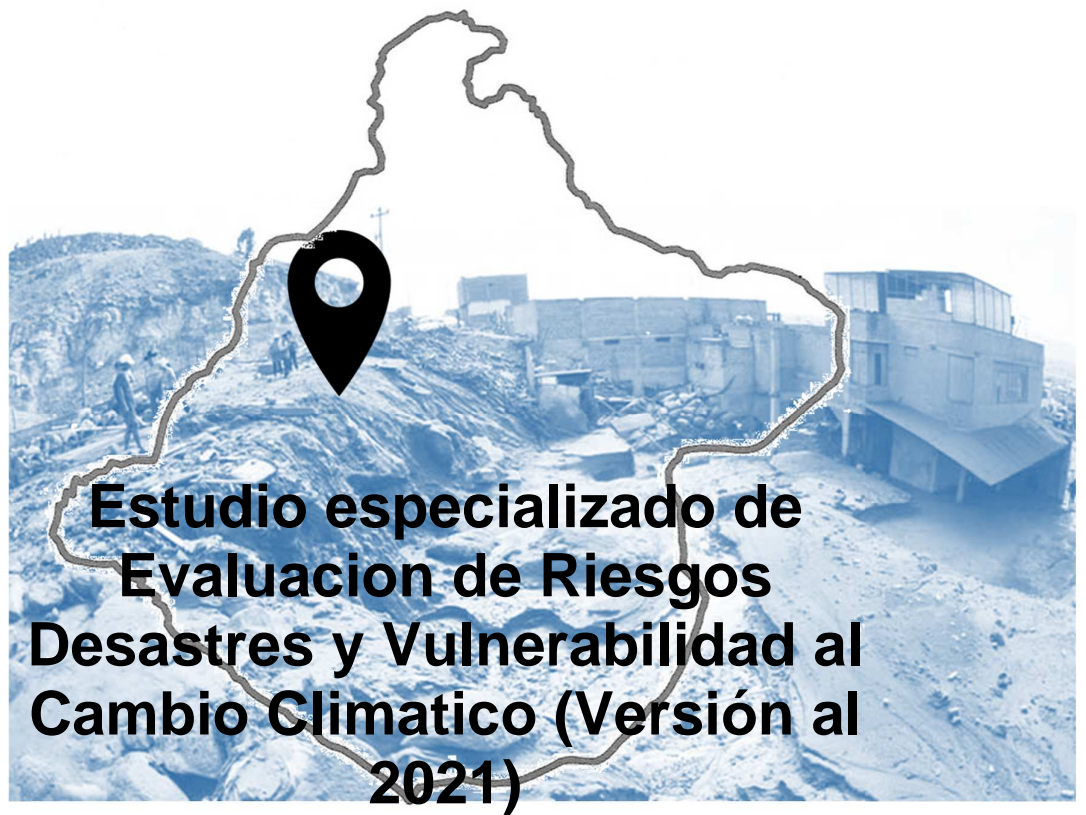 Estudio especializado de
Evaluacion de Riesgos
Desastres y Vulnerabilidad al
Cambio Climatico (Versión al
2021)